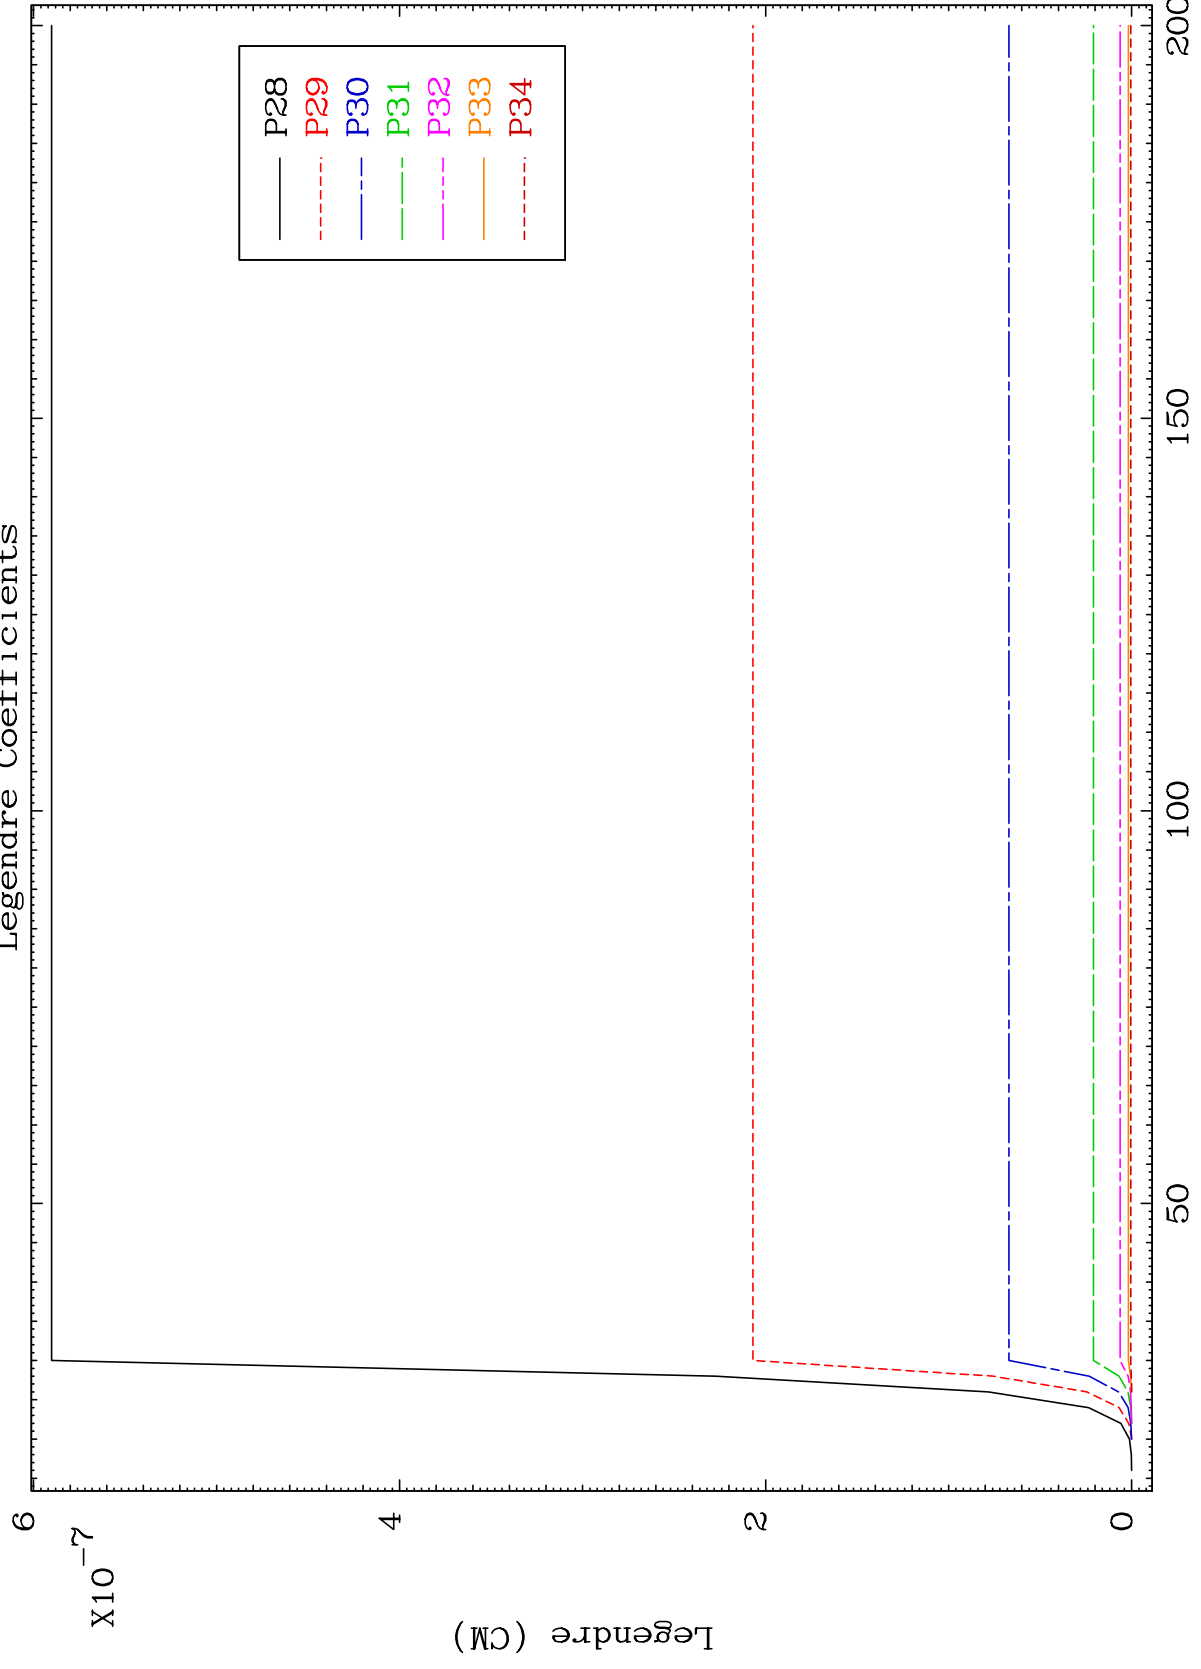 Legendre Coefficients
X10-7
Legendre (CM)
6
4
2
0
50
100
150
200
P28
P29
P30
P31
P32
P33
P34